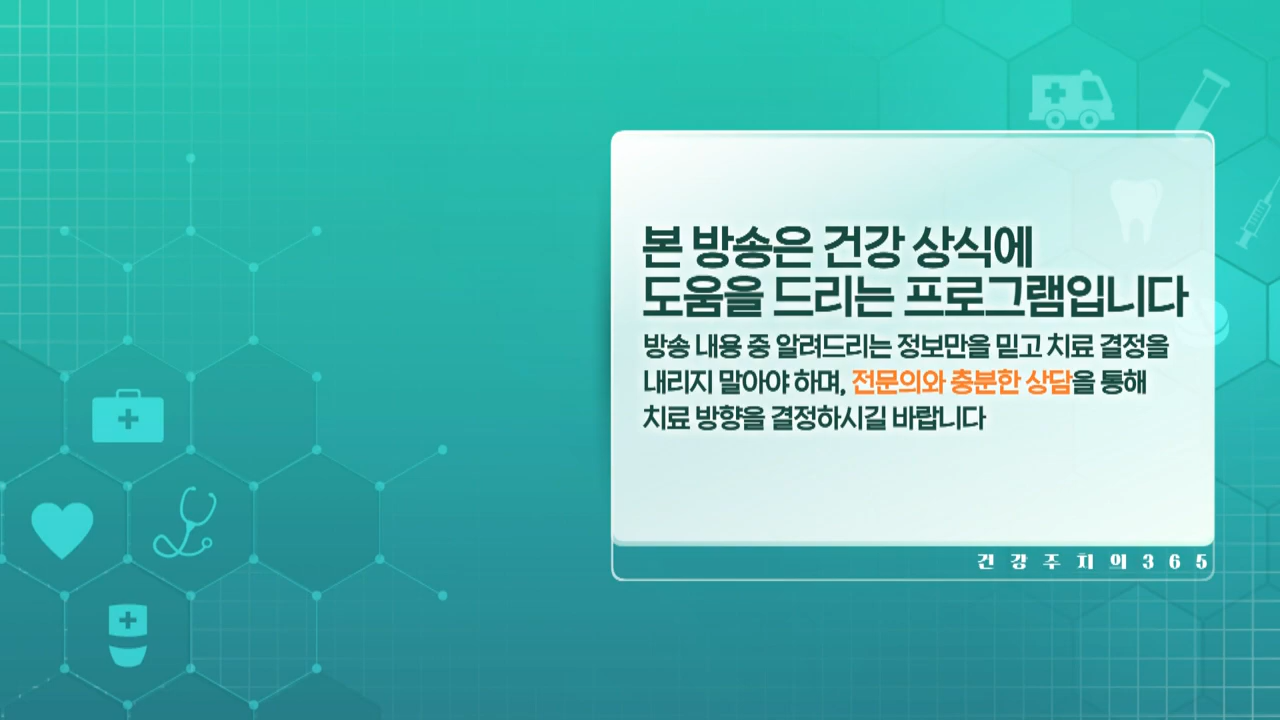 본 방송은 건강 상식에
도움을 드리는 프로그램입니다
방송 내용 중 알려드리는 정보만을 믿고 치료 결정을
내리지 말아야 하며, 전문의와 충분한 상담을 통해
치료 방향을 결정하시길 바랍니다
건강주치의365